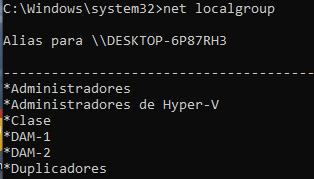 C:\Windows\system32>net localgroup
Alias para \\DESKTOP-6P87RH3
-------------------------------------
*Administradores
*Administradores de Hyper-V
*Clase
*DAM-1
*DAM-2
*Duplicadores